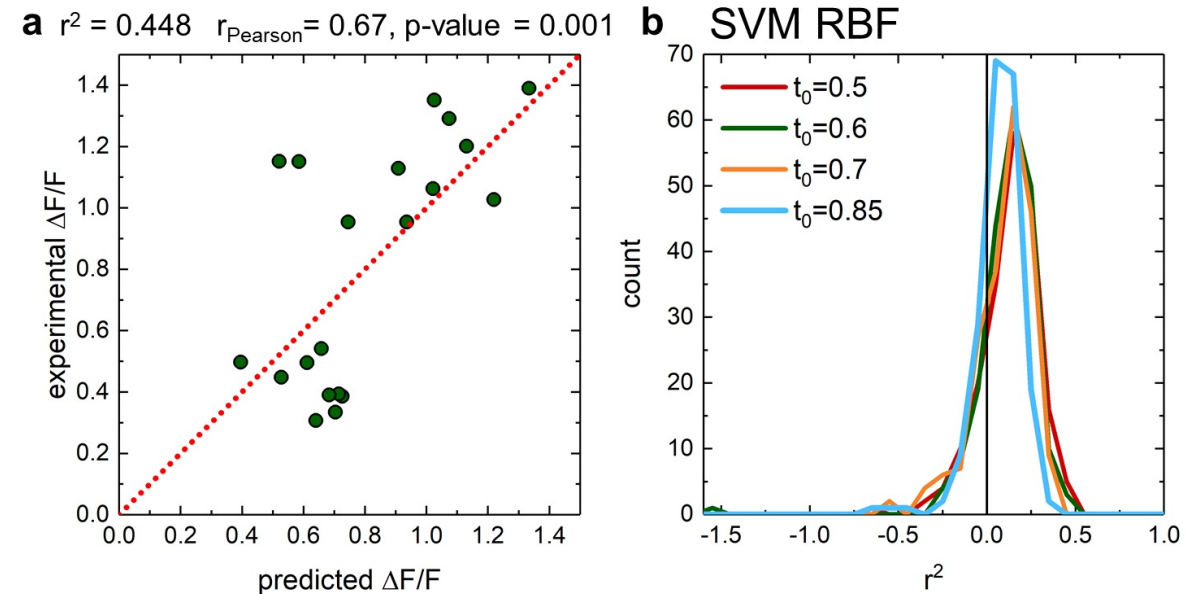 a r² = 0.448 r_Pearson= 0.67, p-value = 0.001
experimental ΔF/F
1.4
1.2
1.0
0.8
0.6
0.4
0.2
0.0
0.0 0.2 0.4 0.6 0.8 1.0 1.2 1.4
predicted ΔF/F
b SVM RBF
t₀=0.5
t₀=0.6
t₀=0.7
t₀=0.85
count
70
60
50
40
30
20
10
0
-1.5 -1.0 -0.5 0.0 0.5 1.0
r²